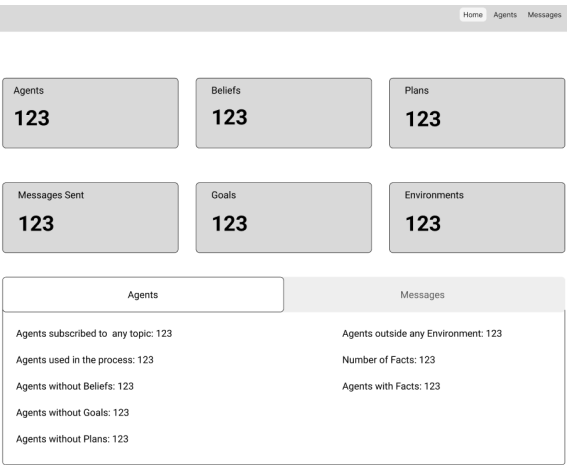 Home Agents Messages
Agents
123
Beliefs
123
Plans
123
Messages Sent
123
Goals
123
Environments
123
Agents
Messages
Agents subscribed to any topic: 123
Agents used in the process: 123
Agents without Beliefs: 123
Agents without Goals: 123
Agents without Plans: 123
Agents outside any Environment: 123
Number of Facts: 123
Agents with Facts: 123